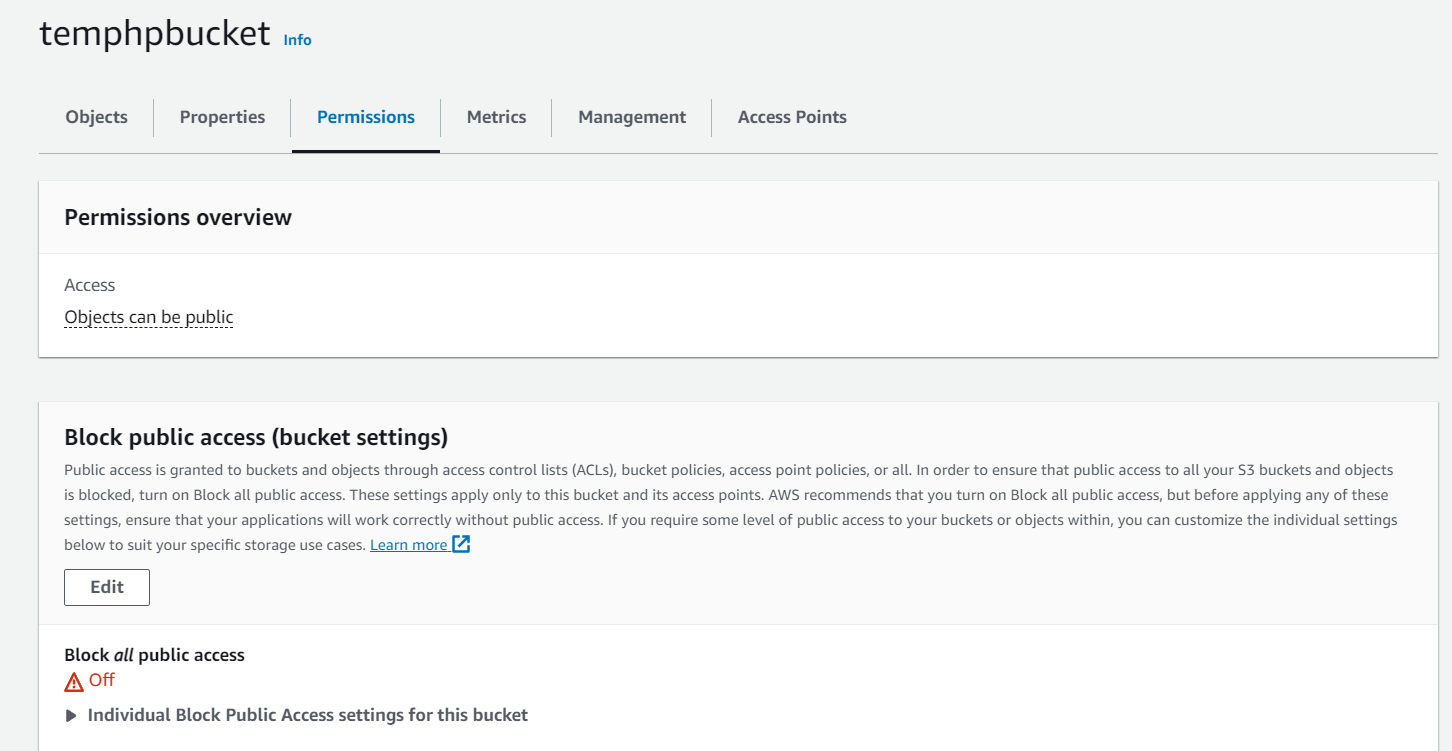 temphpbucket Info
Objects Properties Permissions Metrics Management Access Points
Permissions overview
Access
Objects can be public
Block public access (bucket settings)
Public access is granted to buckets and objects through access control lists (ACLs), bucket policies, access point policies, or all. In order to ensure that public access to all your S3 buckets and objects
is blocked, turn on Block all public access. These settings apply only to this bucket and its access points. AWS recommends that you turn on Block all public access, but before applying any of these
settings, ensure that your applications will work correctly without public access. If you require some level of public access to your buckets or objects within, you can customize the individual settings
below to suit your specific storage use cases. Learn more
Edit
Block all public access
Off
Individual Block Public Access settings for this bucket